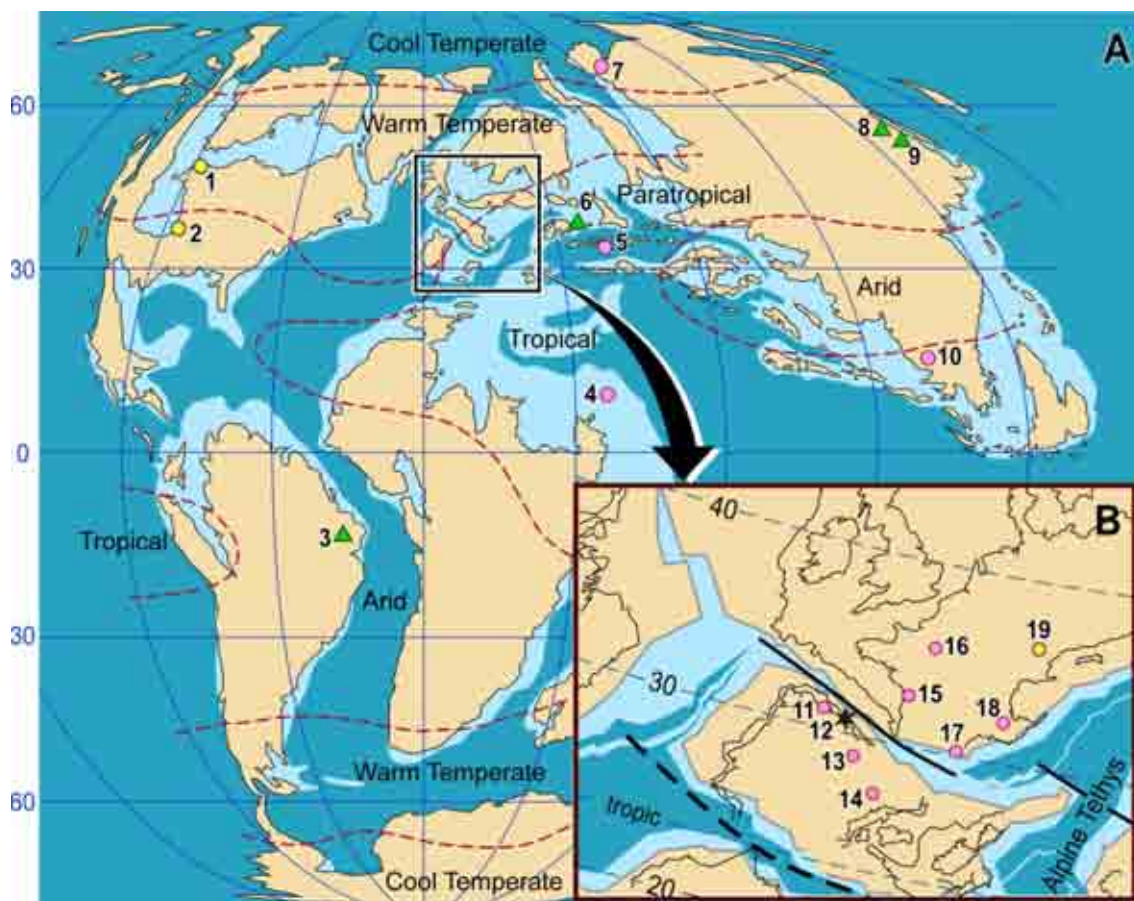 Cool Temperate
A
7
60
Warm Temperate
8
9
1
6
Paratropical
2
5
30
Arid
Tropical
10
4
0
40
B
Tropical
3
16
19
Arid
30
15
11
18
30
12
17
13
14
Warm Temperate
tropic
Alpine Tethys
60
20
Cool Temperate